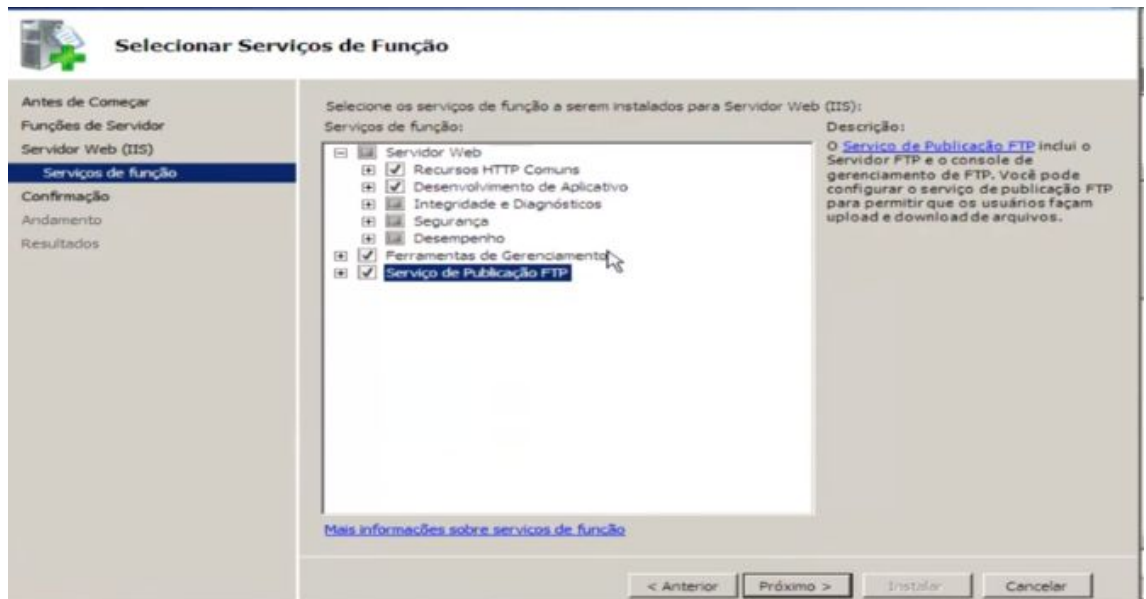 Selecionar Serviços de Função
Antes de Começar
Funções de Servidor
Servidor Web (IIS)
Serviços de função
Confirmação
Andamento
Resultados
Selecione os serviços de função a serem instalados para Servidor Web (IIS):
Serviços de função:
Servidor Web
Recursos HTTP Comuns
Desenvolvimento de Aplicativo
Integridade e Diagnósticos
Segurança
Desempenho
Ferramentas de Gerenciamento
Serviço de Publicação FTP
Mais informações sobre serviços de função
Descrição:
O Serviço de Publicação FTP inclui o
Servidor FTP e o console de
gerenciamento de FTP. Você pode
configurar o serviço de publicação FTP
para permitir que os usuários façam
upload e download de arquivos.
< Anterior
Próximo >
Instalar
Cancelar